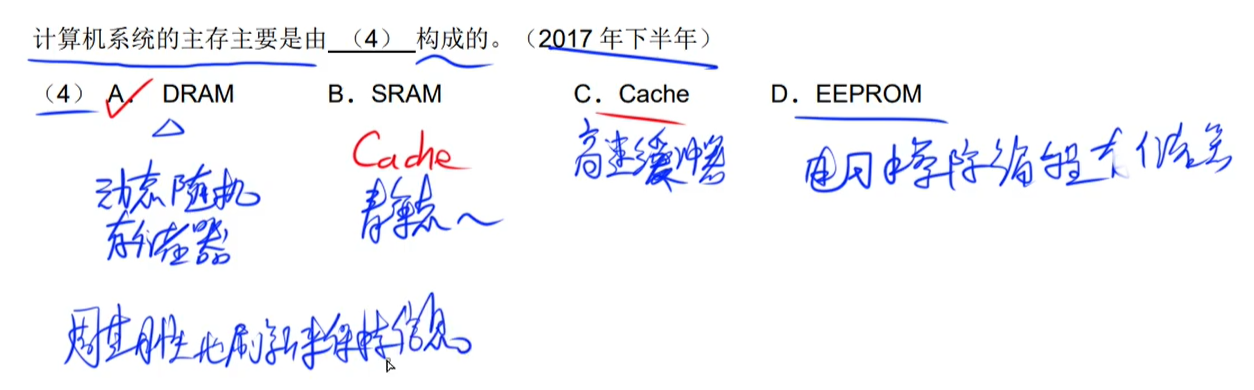 计算机系统的主存主要是由 （4） 构成的。（2017 年下半年）
（4） A． DRAM B．SRAM C．Cache D．EEPROM
Cache 高速缓冲器 电可擦除编程存储器
动态随机 静态～
存储器
周期性地刷新来保持信息。